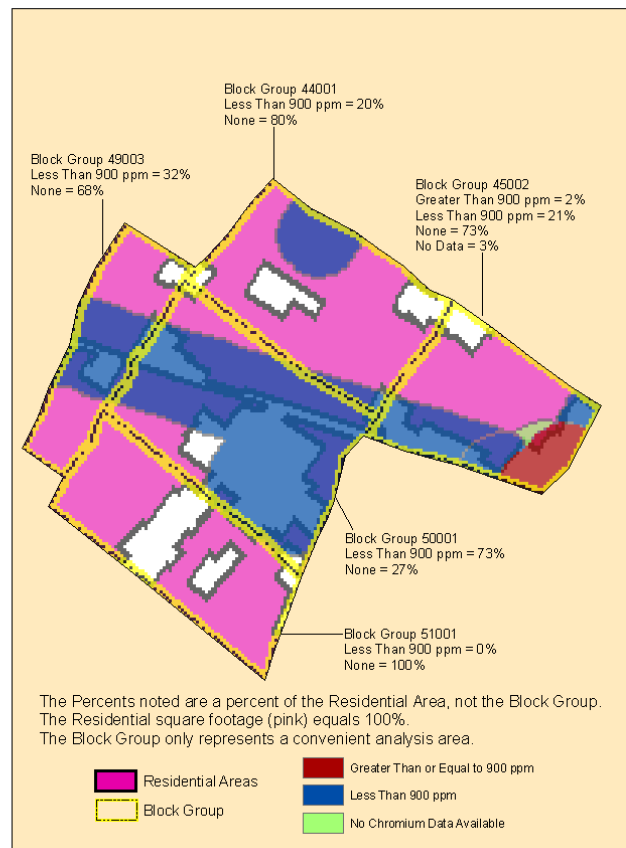 Block Group 44001
Less Than 900 ppm = 20%
None = 80%
Block Group 49003
Less Than 900 ppm = 32%
None = 68%
Block Group 45002
Greater Than 900 ppm = 2%
Less Than 900 ppm = 21%
None = 73%
No Data = 3%
Block Group 50001
Less Than 900 ppm = 73%
None = 27%
Block Group 51001
Less Than 900 ppm = 0%
None = 100%
The Percents noted are a percent of the Residential Area, not the Block Group.
The Residential square footage (pink) equals 100%.
The Block Group only represents a convenient analysis area.
Residential Areas
Block Group
Greater Than or Equal to 900 ppm
Less Than 900 ppm
No Chromium Data Available